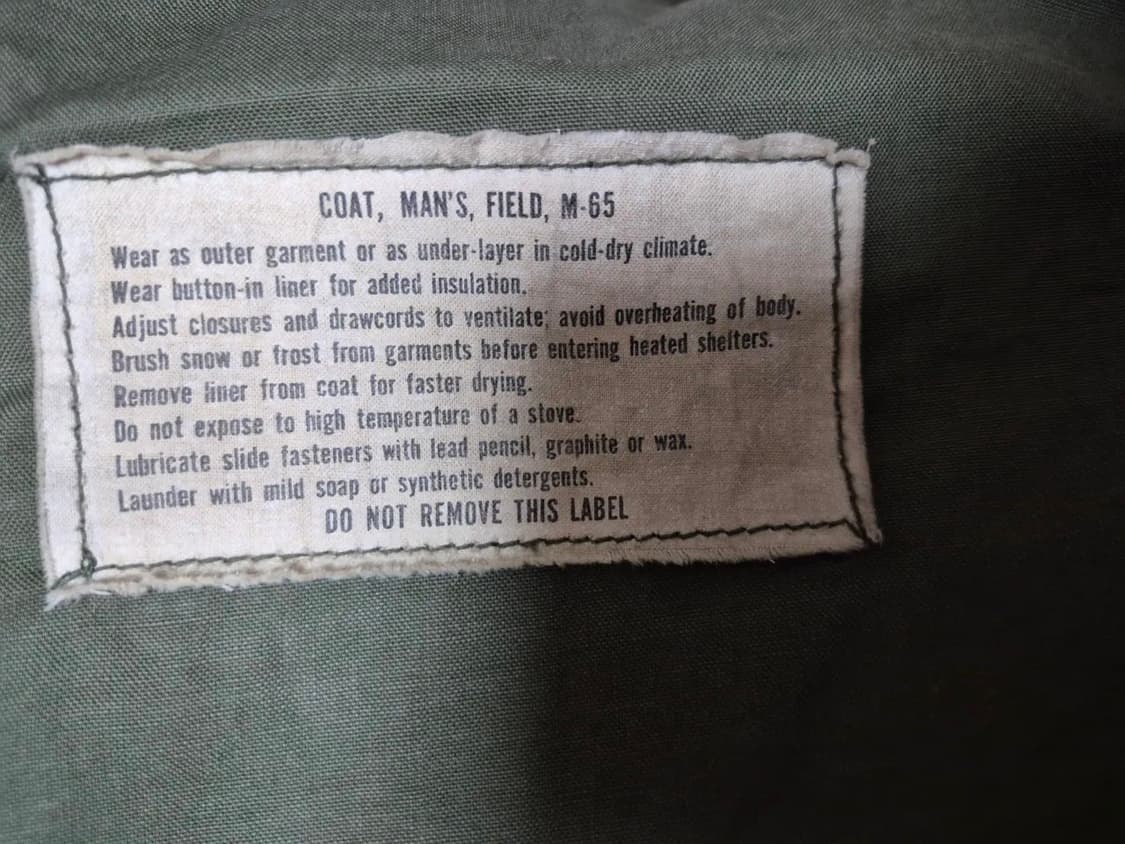 COAT, MAN'S, FIELD, M-65
Wear as outer garment or as under-layer in cold-dry climate.
Wear button-in liner for added insulation.
Adjust closures and drawcords to ventilate; avoid overheating of body.
Brush snow or frost from garments before entering heated shelters.
Remove liner from coat for faster drying.
Do not expose to high temperature of a stove.
Lubricate slide fasteners with lead pencil, graphite or wax.
Launder with mild soap or synthetic detergents.
DO NOT REMOVE THIS LABEL